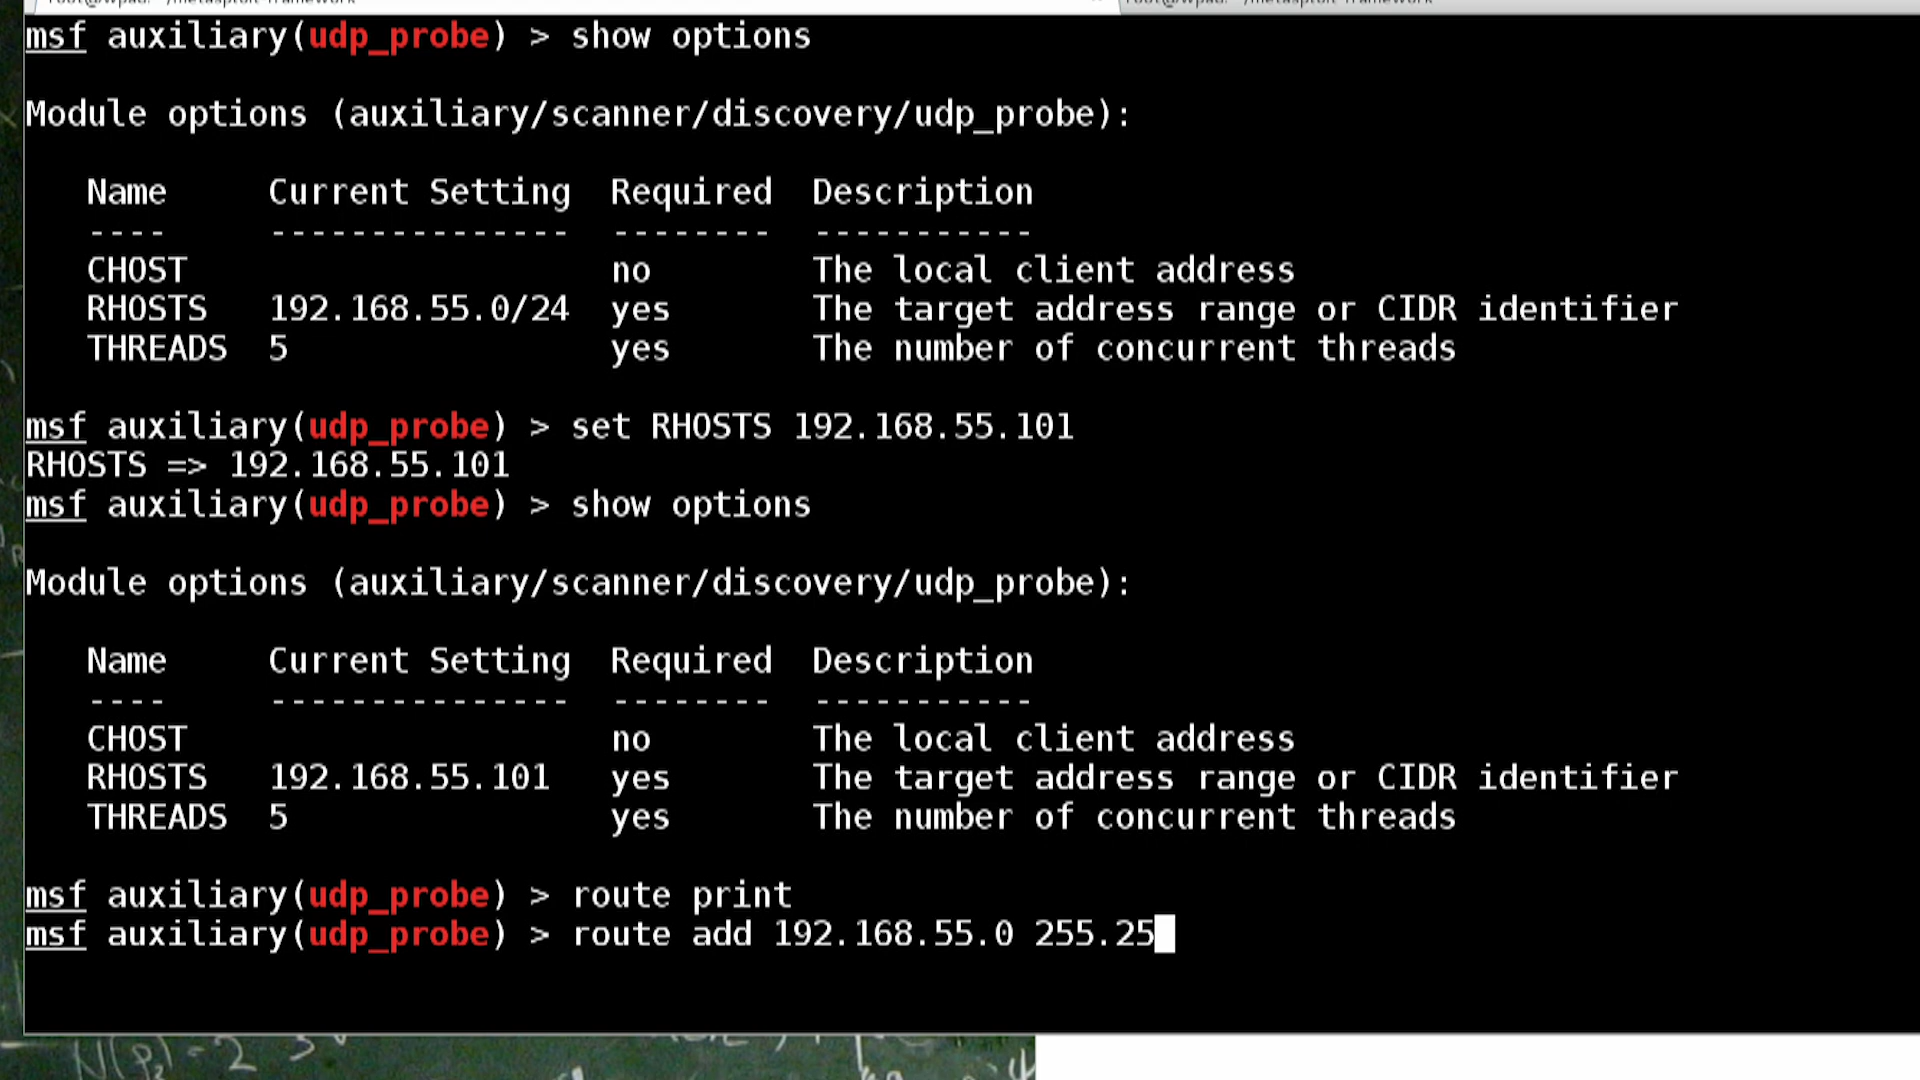 msf auxiliary(udp_probe) > show options
Module options (auxiliary/scanner/discovery/udp_probe):
Name Current Setting Required Description
---- --------------- -------- -----------
CHOST no The local client address
RHOSTS 192.168.55.0/24 yes The target address range or CIDR identifier
THREADS 5 yes The number of concurrent threads
msf auxiliary(udp_probe) > set RHOSTS 192.168.55.101
RHOSTS => 192.168.55.101
msf auxiliary(udp_probe) > show options
Module options (auxiliary/scanner/discovery/udp_probe):
Name Current Setting Required Description
---- --------------- -------- -----------
CHOST no The local client address
RHOSTS 192.168.55.101 yes The target address range or CIDR identifier
THREADS 5 yes The number of concurrent threads
msf auxiliary(udp_probe) > route print
msf auxiliary(udp_probe) > route add 192.168.55.0 255.25